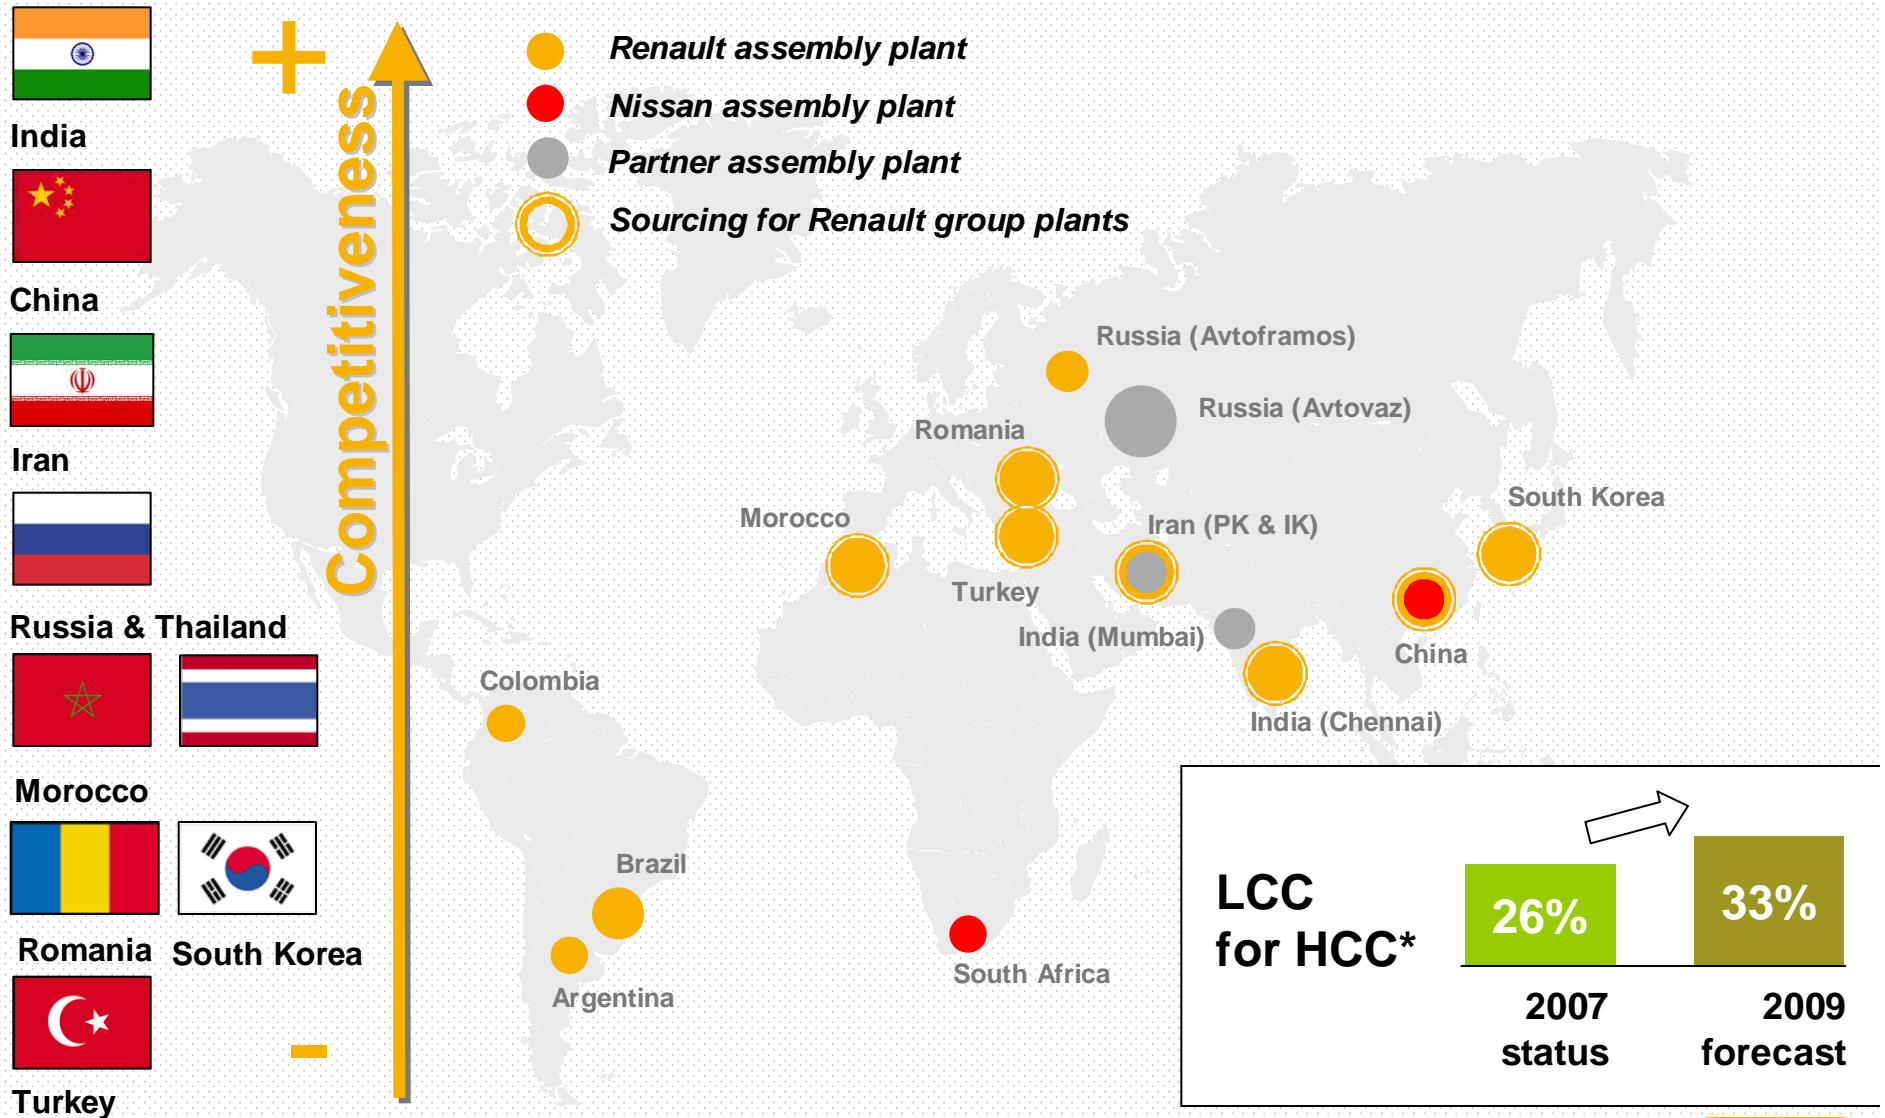 +
Renault assembly plant
Nissan assembly plant
Partner assembly plant
Sourcing for Renault group plants
Competitiveness
India
China
Iran
Russia & Thailand
Morocco
Romania
South Korea
Turkey
-
Russia (Avtoframos)
Russia (Avtovaz)
Romania
South Korea
Morocco
Iran (PK & IK)
Turkey
India (Mumbai)
China
Colombia
India (Chennai)
Brazil
South Africa
Argentina
LCC
for HCC*
26%
33%
2007
status
2009
forecast